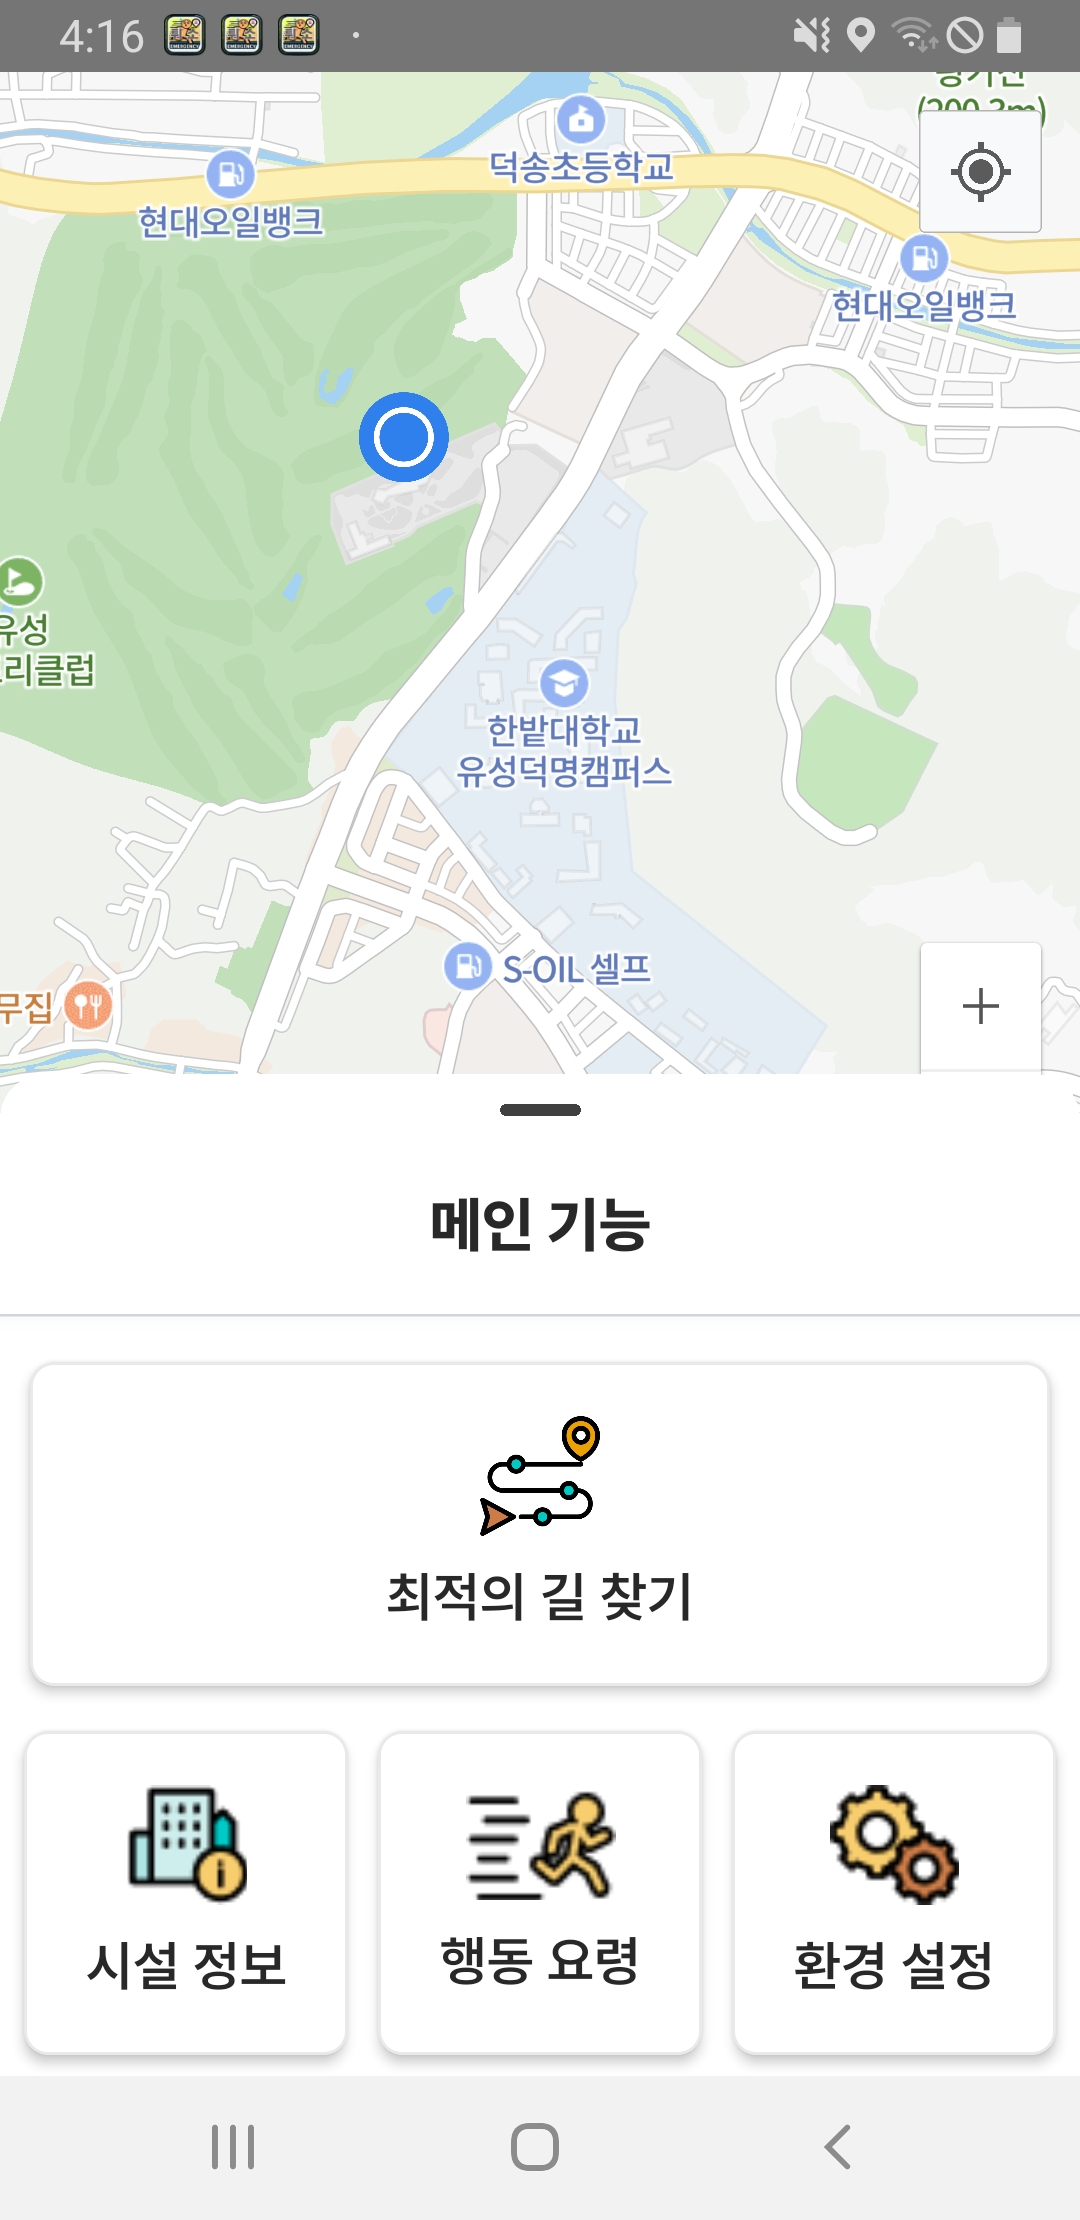 4:16
덕송초등학교
현대오일뱅크
현대오일뱅크
유성
리클럽
한밭대학교
유성덕명캠퍼스
S-OIL 셀프
무집
메인 기능
최적의 길 찾기
시설 정보
행동 요령
환경 설정